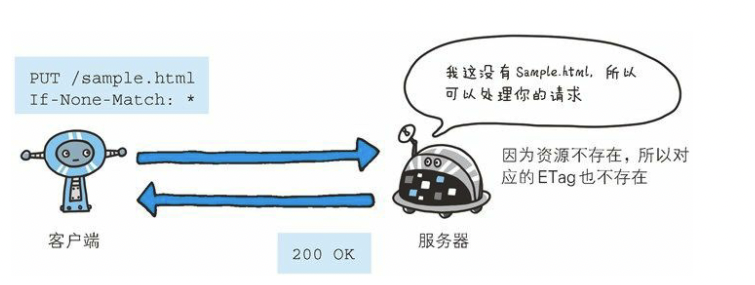 PUT /sample.html
If-None-Match: *
我这没有Sample.html, 所以
可以处理你的请求
因为资源不存在，所以对
应的ETag也不存在
客户端
服务器
200 OK